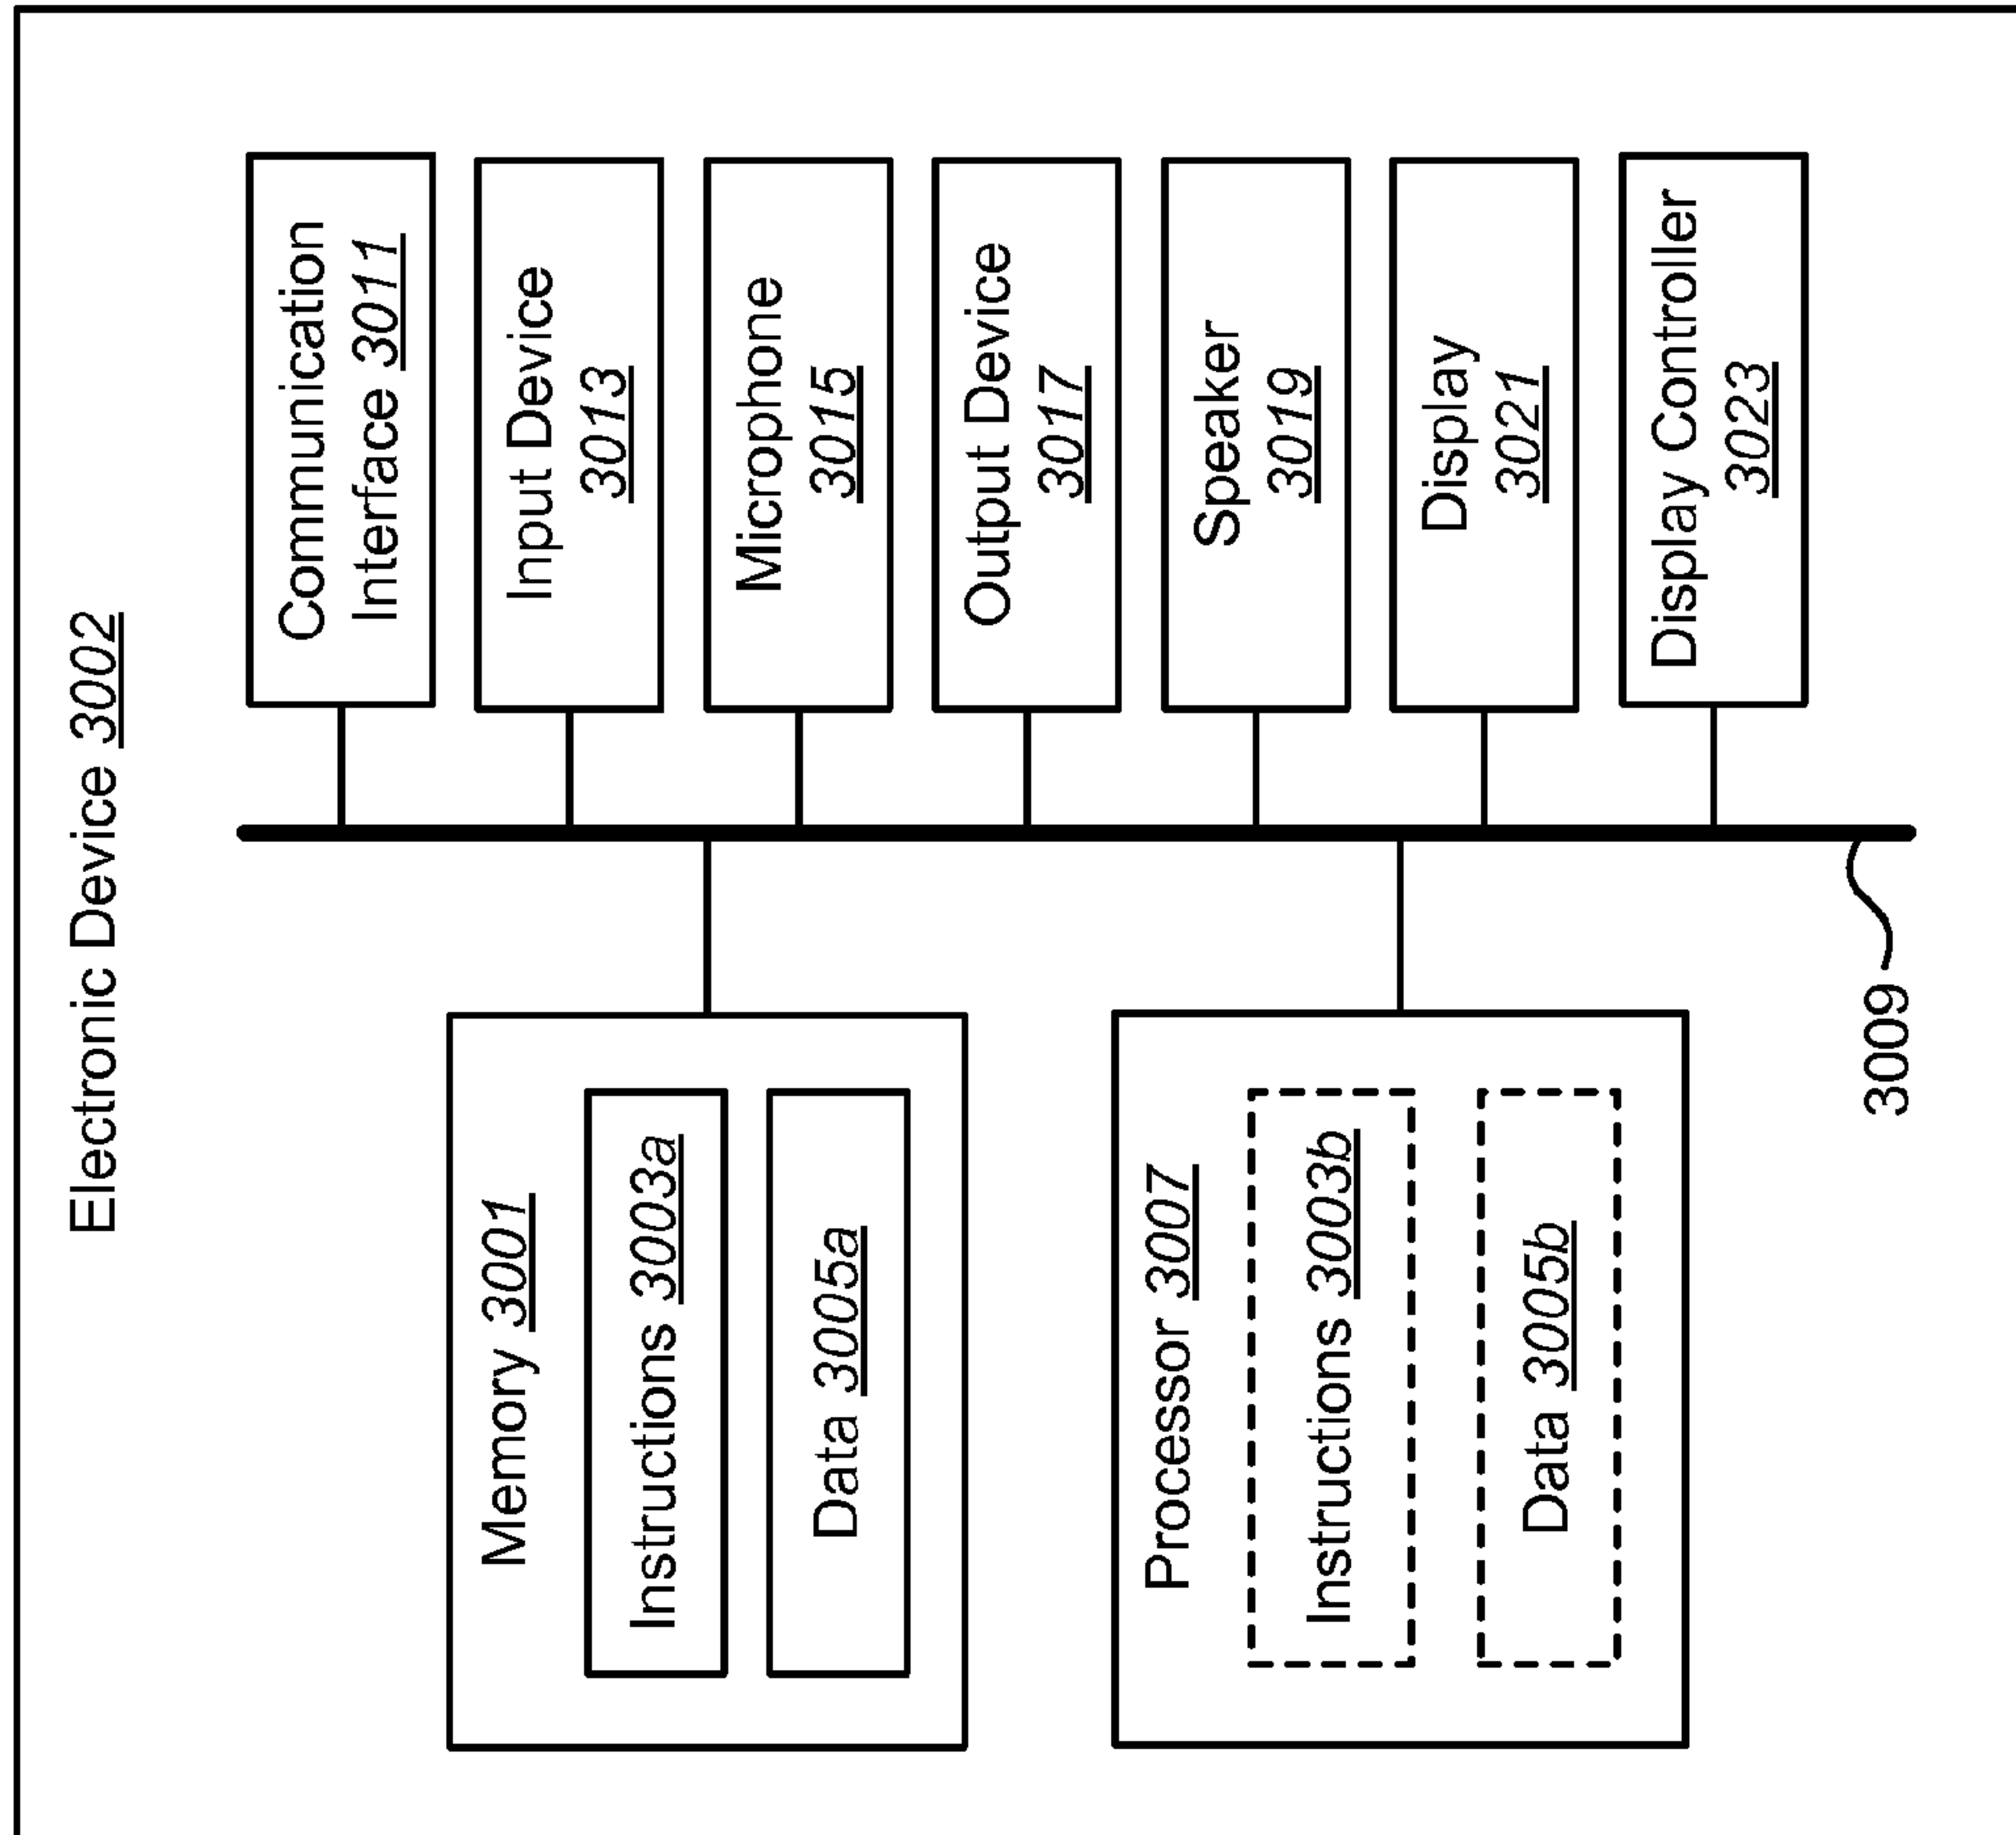 Electronic Device 3002
Memory 3001
Instructions 3003a
Data 3005a
Processor 3007
Instructions 3003b
Data 3005b
3009
Communication
Interface 3011
Input Device
3013
Microphone
3015
Output Device
3017
Speaker
3019
Display
3021
Display Controller
3023